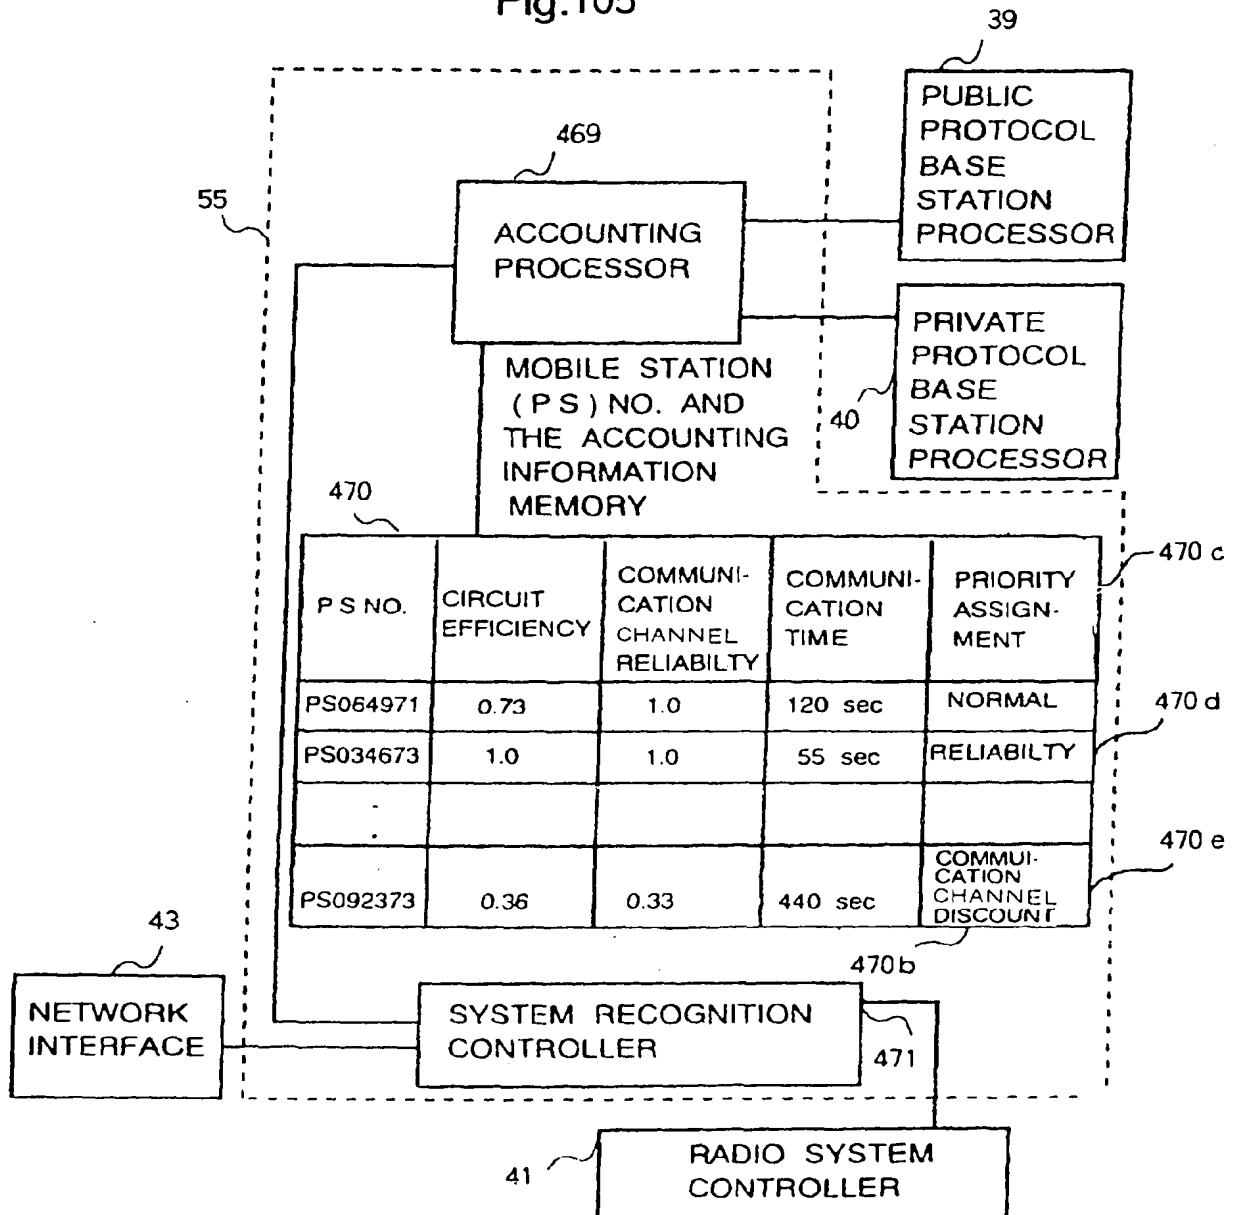 Fig.105
39
PUBLIC
PROTOCOL
BASE
STATION
PROCESSOR
469
55
ACCOUNTING
PROCESSOR
PRIVATE
PROTOCOL
BASE
STATION
PROCESSOR
40
MOBILE STATION
(PS) NO. AND
THE ACCOUNTING
INFORMATION
MEMORY
470
470c
PS NO.
CIRCUIT
EFFICIENCY
COMMUNI-
CATION
CHANNEL
RELIABILTY
COMMUNI-
CATION
TIME
PRIORITY
ASSIGN-
MENT
PS064971 0.73 1.0 120 sec NORMAL
470d
PS034673 1.0 1.0 55 sec RELIABILTY
470e
PS092373 0.36 0.33 440 sec
COMMUI-
CATION
CHANNEL
DISCOUNT
470b
43
NETWORK
INTERFACE
SYSTEM RECOGNITION
CONTROLLER
471
41
RADIO SYSTEM
CONTROLLER